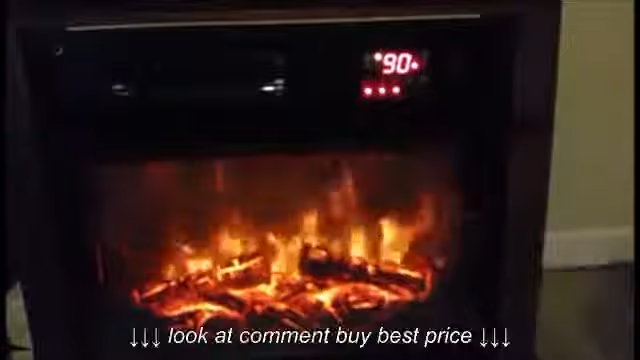 90
↓↓↓ look at comment buy best price ↓↓↓